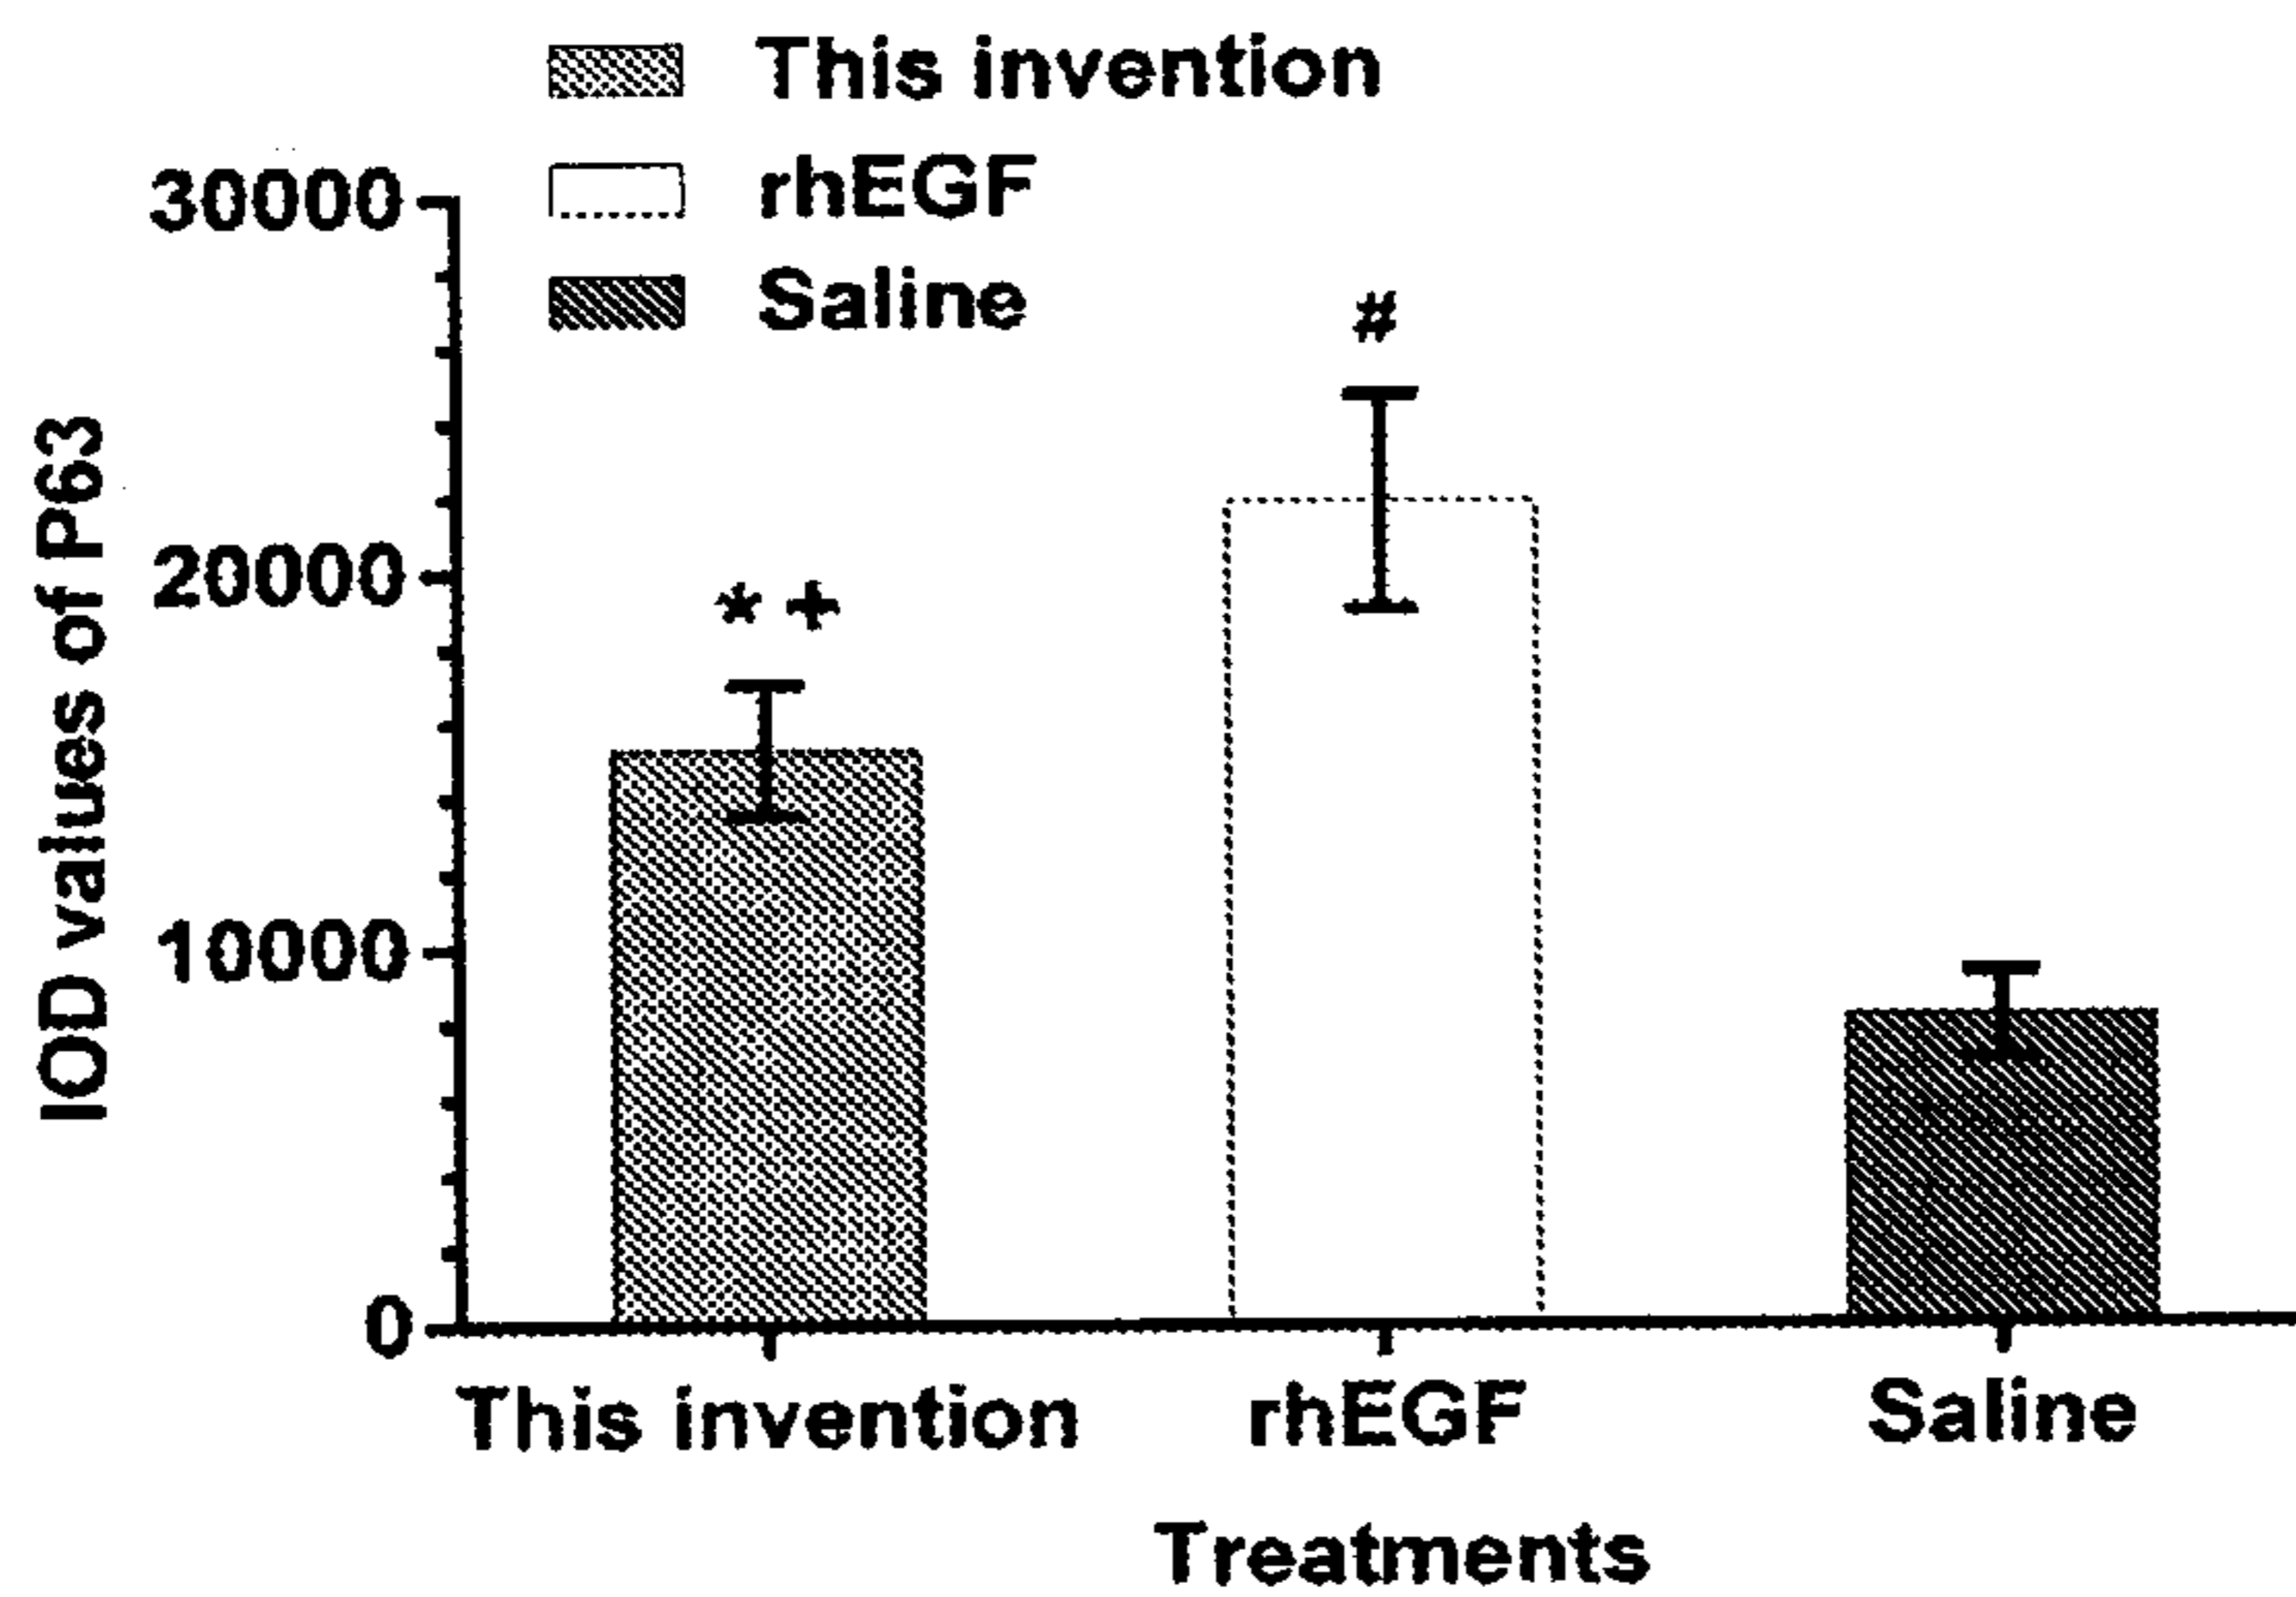 This invention
rhEGF
Saline
30000
20000
10000
0
IOD values of P63
* +
#
This invention
rhEGF
Saline
Treatments